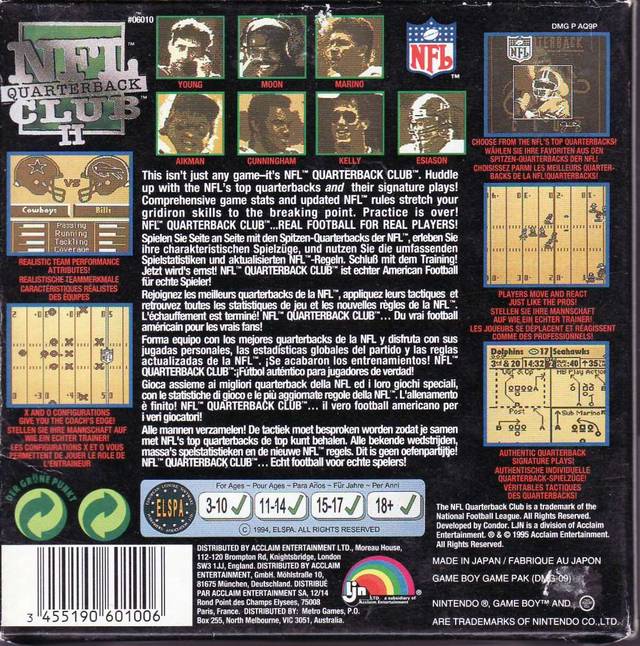 NFL
QUARTERBACK
CLUB™
II
#06010
YOUNG
MOON
MARINO
NFL
™
DMG P AQ9P
AIKMAN
CUNNINGHAM
KELLY
ESIASON
NFL
CHOOSE FROM THE NFL'S TOP QUARTERBACKS!
WÄHLEN SIE IHRE FAVORITEN AUS DEN
SPITZEN-QUARTERBACKS DER NFL!
CHOISISSEZ PARMI LES MEILLEURS QUARTER-
BACKS DE LA NFL/QUARTERBACKS!
VS
Cowboys
Bills
Passing
Running
Tackling
Coverage
REALISTIC TEAM PERFORMANCE
ATTRIBUTES!
REALISTISCHE TEAMMERKMALE
CARACTÉRISTIQUES RÉALISTES
DES ÉQUIPES
This isn't just any game–it's NFL™ QUARTERBACK CLUB™. Huddle
up with the NFL's top quarterbacks and their signature plays!
Comprehensive game stats and updated NFL™ rules stretch your
gridiron skills to the breaking point. Practice is over!
NFL™ QUARTERBACK CLUB™...REAL FOOTBALL FOR REAL PLAYERS!
Spielen Sie Seite an Seite mit den Spitzen-Quarterbacks der NFL™, erleben Sie
ihre charakteristischen Spielzüge, und nutzen Sie die umfassenden
Spielstatistiken und aktualisierten NFL™-Regeln. Schluß mit dem Training!
Jetzt wird's ernst! NFL™ QUARTERBACK CLUB™ ist echter American Football
für echte Spieler!
Rejoignez les meilleurs quarterbacks de la NFL™, appliquez leurs tactiques et
retrouvez toutes les statistiques de jeu et les nouvelles règles de la NFL™.
L'échauffement est terminé! NFL™ QUARTERBACK CLUB™... Du vrai football
américain pour les vrais fans!
Forma equipo con los mejores quarterbacks de la NFL y disfruta con sus
jugadas personales, las estadísticas globales del partido y las reglas
actualizadas de la NFL™. ¡Se acabaron los entrenamientos! NFL™
QUARTERBACK CLUB™:¡Fútbol auténtico para jugadores de verdad!
Gioca assieme ai migliori quarterback della NFL ed i loro giochi speciali,
con le statistiche di gioco e le più aggiornate regole della NFL™. L'allenamento
è finito! NFL™ QUARTERBACK CLUB™... il vero football americano per
i veri giocatori!
Alle mannen verzamelen! De tactiek moet besproken worden zodat je samen
met NFL's top quarterbacks de top kunt behalen. Alle bekende wedstrijden,
massa's spelstatistieken en de nieuwe NFL™ regels. Dit is geen oefenpartijtje!
NFL™ QUARTERBACK CLUB™... Echt football voor echte spelers!
PLAYERS MOVE AND REACT
JUST LIKE THE PROS!
STELLEN SIE IHRE MANNSCHAFT
AUF WIE EIN ECHTER TRAINER!
LES JOUEURS SE DÉPLACENT ET RÉAGISSENT
COMME DES PROFESSIONNELS!
X AND O CONFIGURATIONS
GIVE YOU THE COACH'S EDGE!
STELLEN SIE IHRE MANNSCHAFT AUF
WIE EIN ECHTER TRAINER!
LES CONFIGURATIONS X ET O VOUS
PERMETTENT DE JOUER LE RÔLE DE
L'ENTRAINEUR
Dolphins
17
Seahawks
3rd & 20
14:32
:40
+35
HB Play Action
Post
Sub Marine
AUTHENTIC QUARTERBACK
SIGNATURE PLAYS!
AUTHENTISCHE INDIVIDUELLE
QUARTERBACK-SPIELZÜGE!
VÉRITABLES TACTIQUES
DES QUARTERBACKS!
DER GRÜNE PUNKT
ELSPA
For Ages ~ Pour Ages ~ Para Años ~ Für Jahre ~ Per Anni
3-10
11-14
15-17
18+
© 1994, ELSPA. ALL RIGHTS RESERVED
The NFL Quarterback Club is a trademark of the
National Football League. All Rights Reserved.
Developed by Condor. LJN is a division of Acclaim
Entertainment. ® & © 1995 Acclaim Entertainment.
All Rights Reserved.
DISTRIBUTED BY ACCLAIM ENTERTAINMENT LTD., Moreau House,
112-120 Brompton Rd, Knightsbridge, London
SW3 1JJ, England. DISTRIBUÉ BY ACCLAIM
ENTERTAINMENT, GmbH. Möhlstraße 10,
81675 München, Deutschland. DISTRIBUÉ
PAR ACCLAIM ENTERTAINMENT SA, 12/14
Rond Point des Champs Elysees, 75008
Paris, France. DISTRIBUTED BY: Metro Games, P.O.
Box 255, North Melbourne, VIC 3051, Australia.
LJN
LTD. a subsidiary of
Acclaim Entertainment
MADE IN JAPAN / FABRIQUE AU JAPON
GAME BOY GAME PAK (DMG-09)
NINTENDO ®, GAME BOY™ AND
ARE TRADEMARKS OF NINTENDO CO.,LTD.
3 455190 601006